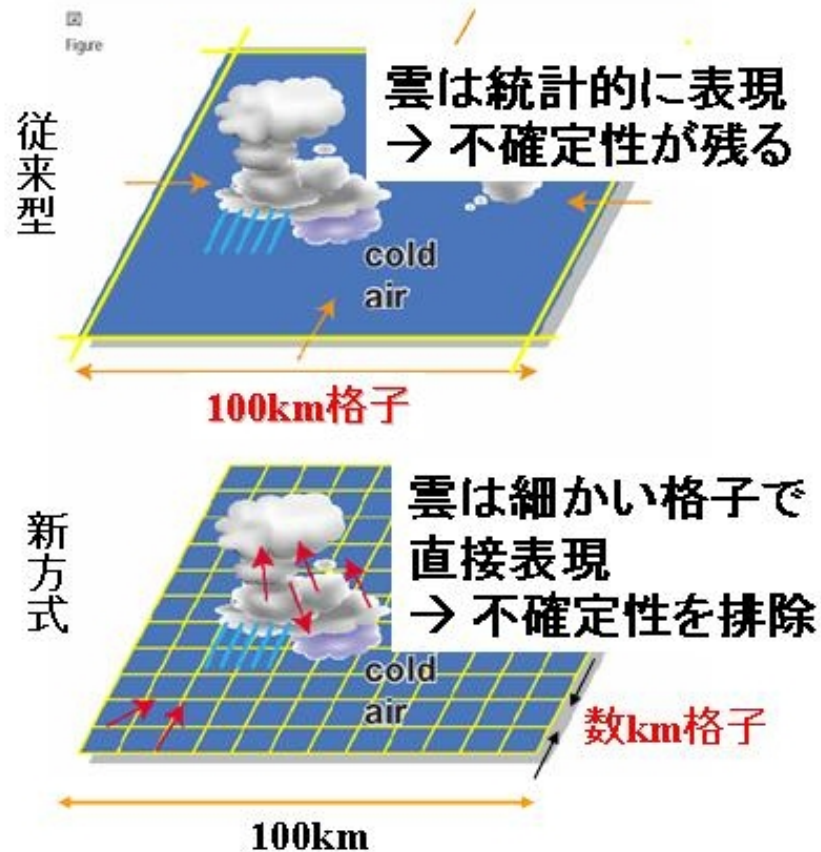 Figure
従来型
雲は統計的に表現
→ 不確定性が残る
cold
air
100km格子
新方式
雲は細かい格子で
直接表現
→ 不確定性を排除
cold
air
数km格子
100km